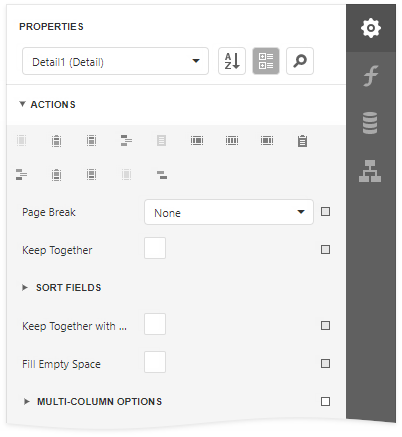 PROPERTIES
Detail1 (Detail)
ACTIONS
Page Break None
Keep Together
SORT FIELDS
Keep Together with ...
Fill Empty Space
MULTI-COLUMN OPTIONS